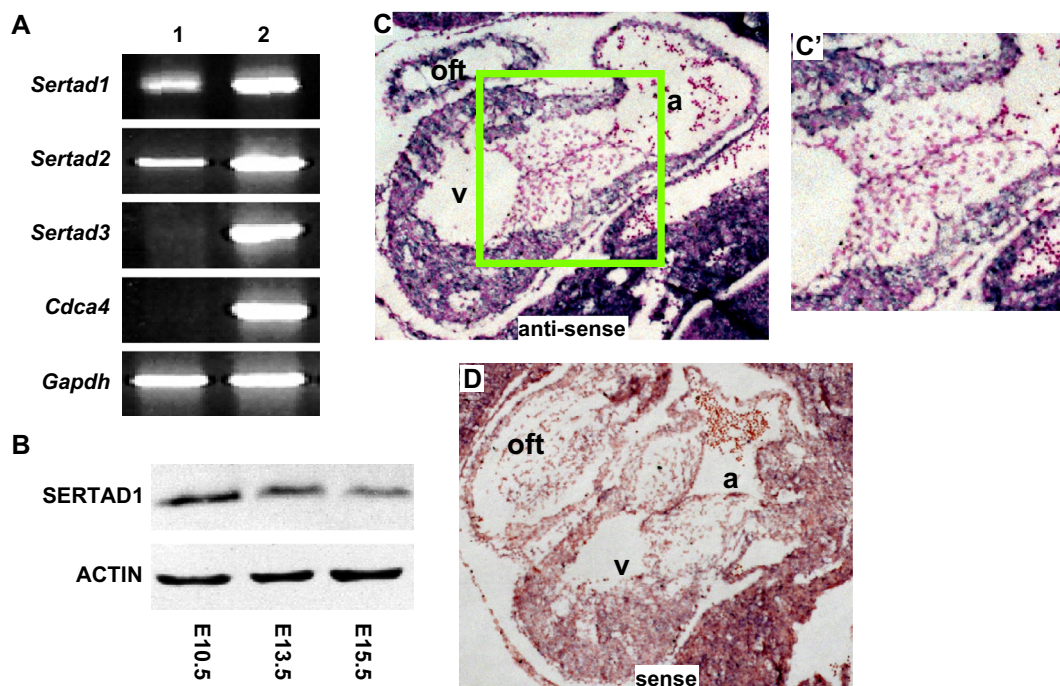 A
1 2
Sertad1
Sertad2
Sertad3
Cdca4
Gapdh
B
SERTAD1
ACTIN
E10.5
E13.5
E15.5
C
oft
a
v
anti-sense
C’
D
oft
a
v
sense